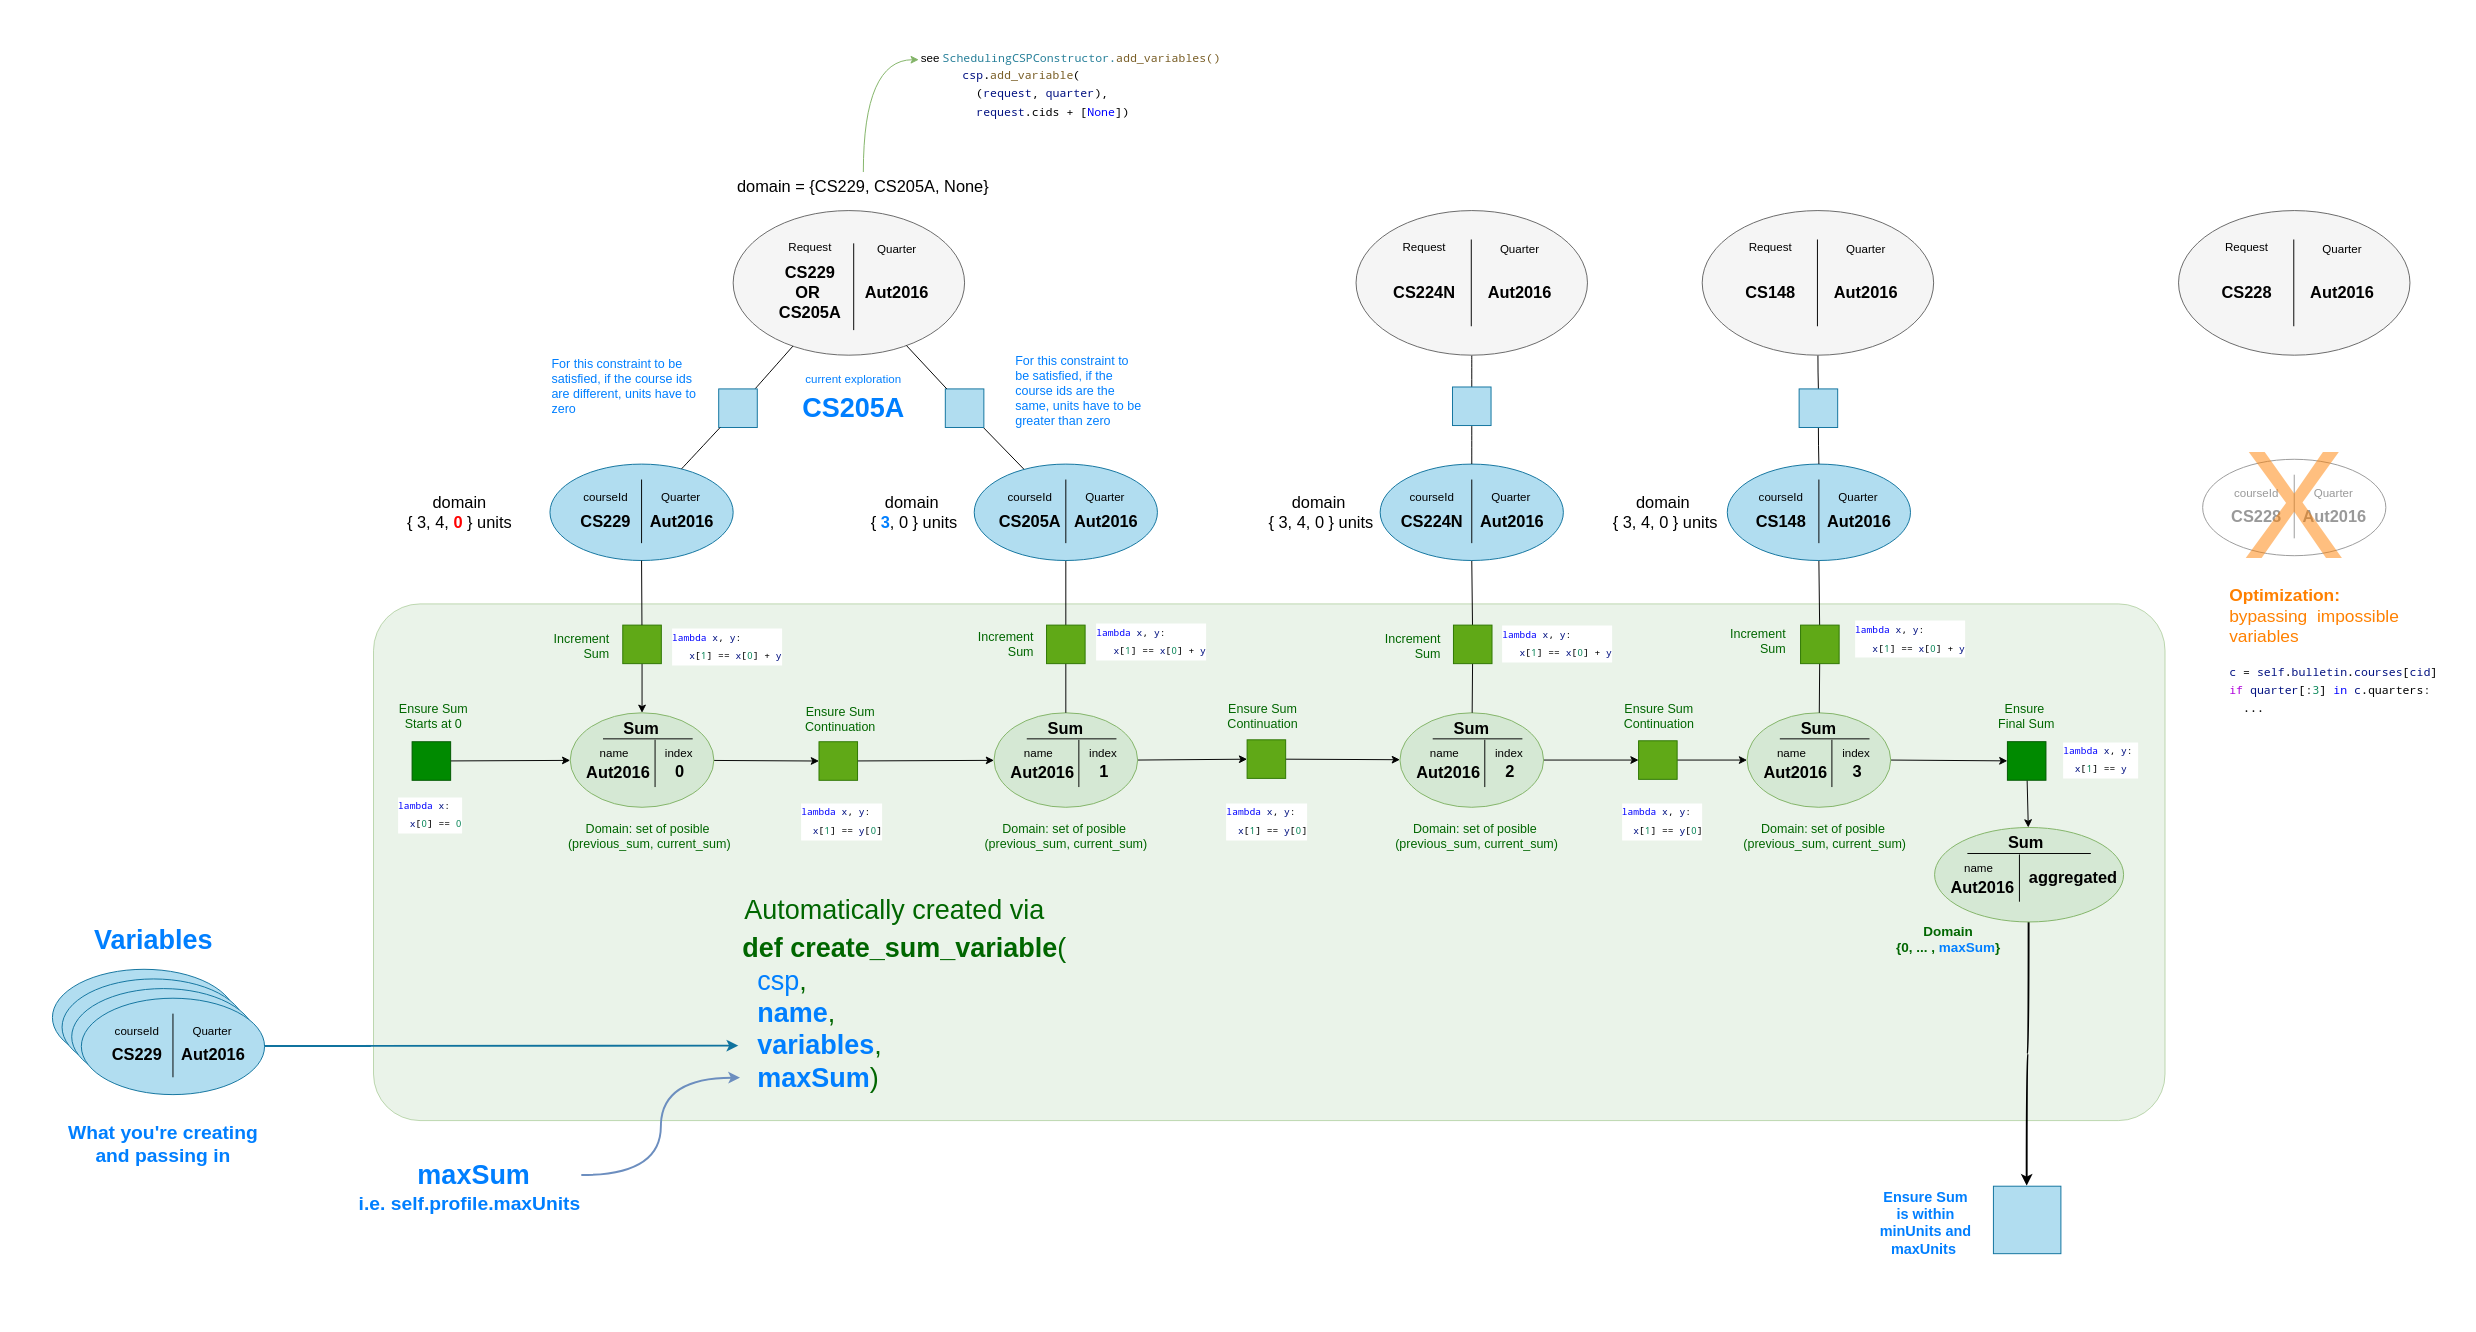 see SchedulingCSPConstructor.add_variables()
csp.add_variable(
(request, quarter),
request.cids + [None])
domain = {CS229, CS205A, None}
Request
Quarter
CS229
OR
CS205A
Aut2016
Request
Quarter
CS224N
Aut2016
Request
Quarter
CS148
Aut2016
Request
Quarter
CS228
Aut2016
For this constraint to be
satisfied, if the course ids
are different, units have to
zero
current exploration
CS205A
For this constraint to
be satisfied, if the
course ids are the
same, units have to be
greater than zero
domain
{ 3, 4, 0 } units
courseId
Quarter
CS229
Aut2016
domain
{ 3, 0 } units
courseId
Quarter
CS205A
Aut2016
domain
{ 3, 4, 0 } units
courseId
Quarter
CS224N
Aut2016
domain
{ 3, 4, 0 } units
courseId
Quarter
CS148
Aut2016
courseId
Quarter
CS228
Aut2016
Optimization:
bypassing impossible
variables
c = self.bulletin.courses[cid]
if quarter[:3] in c.quarters:
...
Increment
Sum
lambda x, y:
x[1] == x[0] + y
Increment
Sum
lambda x, y:
x[1] == x[0] + y
Increment
Sum
lambda x, y:
x[1] == x[0] + y
Increment
Sum
lambda x, y:
x[1] == x[0] + y
Ensure Sum
Starts at 0
lambda x:
x[0] == 0
Sum
name
index
Aut2016
0
Domain: set of posible
(previous_sum, current_sum)
Ensure Sum
Continuation
lambda x, y:
x[1] == y[0]
Sum
name
index
Aut2016
1
Domain: set of posible
(previous_sum, current_sum)
Ensure Sum
Continuation
lambda x, y:
x[1] == y[0]
Sum
name
index
Aut2016
2
Domain: set of posible
(previous_sum, current_sum)
Ensure Sum
Continuation
lambda x, y:
x[1] == y[0]
Sum
name
index
Aut2016
3
Domain: set of posible
(previous_sum, current_sum)
Ensure
Final Sum
lambda x, y:
x[1] == y
Sum
name
Aut2016
aggregated
Domain
{0, ... , maxSum}
Automatically created via
def create_sum_variable(
csp,
name,
variables,
maxSum)
Variables
courseId
Quarter
CS229
Aut2016
What you're creating
and passing in
maxSum
i.e. self.profile.maxUnits
Ensure Sum
is within
minUnits and
maxUnits